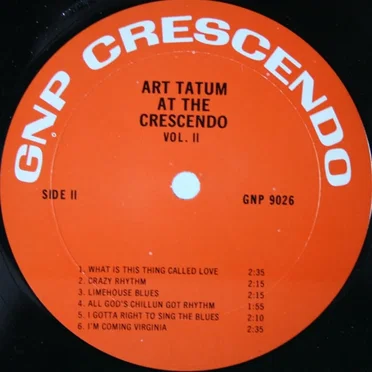 GNP CRESCENDO
ART TATUM
AT THE
CRESCENDO
VOL. II
SIDE II
GNP 9026
1. WHAT IS THIS THING CALLED LOVE 2:35
2. CRAZY RHYTHM 2:15
3. LIMEHOUSE BLUES 2:15
4. ALL GOD'S CHILLUN GOT RHYTHM 1:55
5. I GOTTA RIGHT TO SING THE BLUES 2:10
6. I'M COMING VIRGINIA 2:35